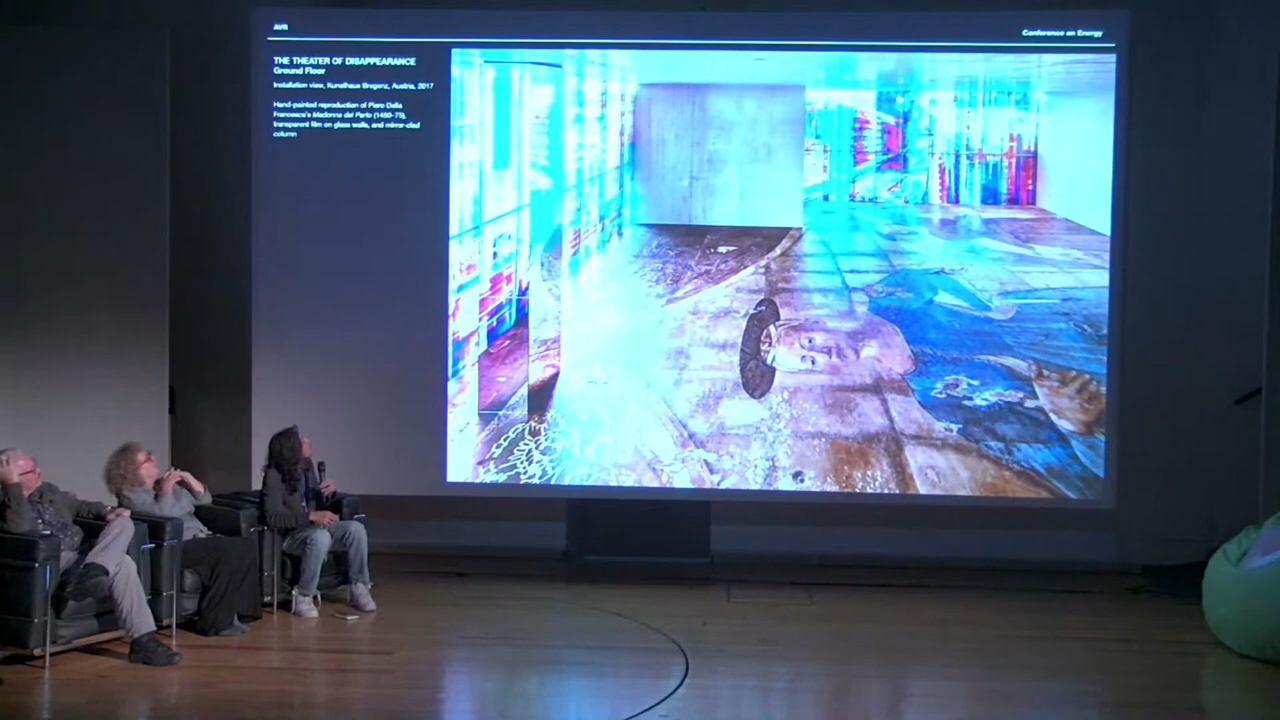 AVR
Conference on Energy
THE THEATER OF DISAPPEARANCE
Ground Floor
Installation view, Kunsthaus Bregenz, Austria, 2017
Hand-painted reproduction of Piero Della
Francesca's Madonna del Parto (1450-75),
transparent film on glass walls, and mirror-clad
column